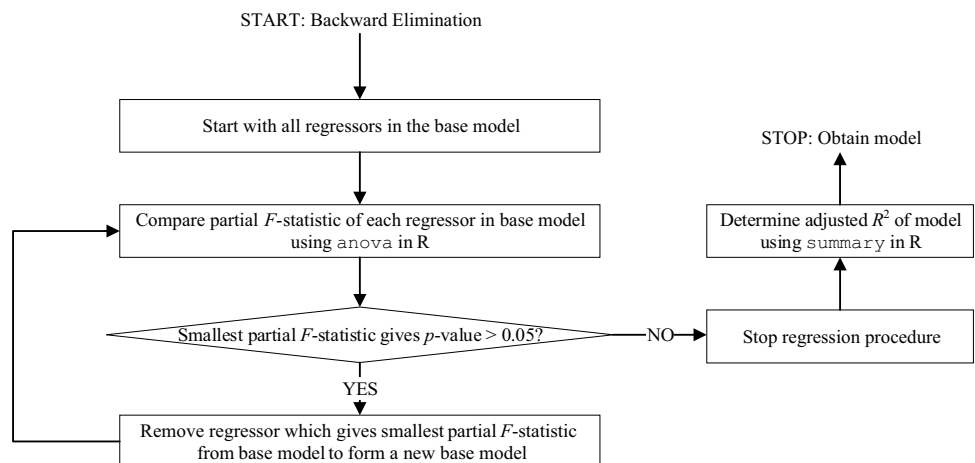 START: Backward Elimination
Start with all regressors in the base model
Compare partial F-statistic of each regressor in base model
using anova in R
Smallest partial F-statistic gives p-value > 0.05?
YES
Remove regressor which gives smallest partial F-statistic
from base model to form a new base model
NO
Stop regression procedure
Determine adjusted R² of model
using summary in R
STOP: Obtain model